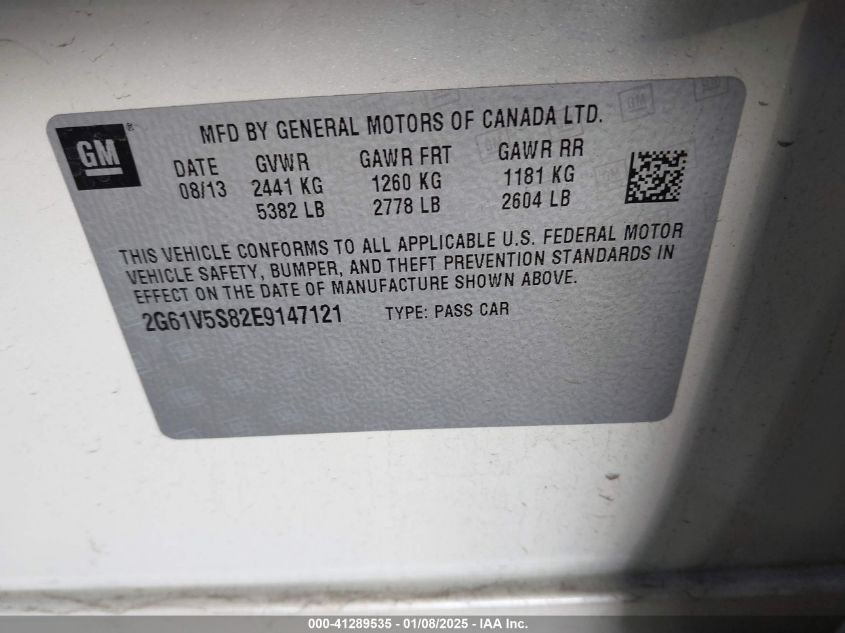 GM
®
MFD BY GENERAL MOTORS OF CANADA LTD.
DATE GVWR GAWR FRT GAWR RR
08/13 2441 KG 1260 KG 1181 KG
5382 LB 2778 LB 2604 LB
THIS VEHICLE CONFORMS TO ALL APPLICABLE U.S. FEDERAL MOTOR
VEHICLE SAFETY, BUMPER, AND THEFT PREVENTION STANDARDS IN
EFFECT ON THE DATE OF MANUFACTURE SHOWN ABOVE.
2G61V5S82E9147121 TYPE: PASS CAR
000-41289535 - 01/08/2025 - IAA Inc.